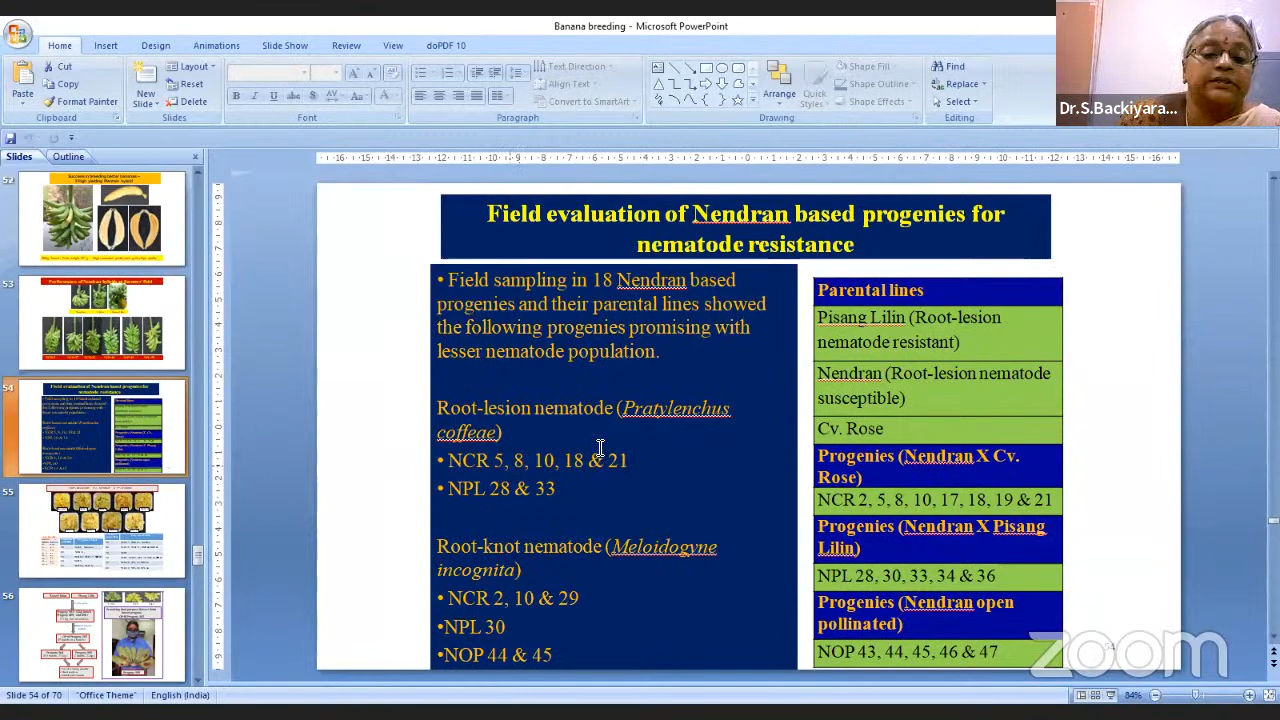 Banana breeding - Microsoft PowerPoint
Home Insert Design Animations Slide Show Review View doPDF 10
Paste
Cut
Copy
Format Painter
Clipboard
New Slide
Layout
Reset
Delete
Slides
Font
Text Direction
Align Text
Convert to SmartArt
Paragraph
Arrange
Quick Styles
Shape Fill
Shape Outline
Shape Effects
Drawing
Find
Replace
Select
Editing
Dr.S.Backiyara...
Slides Outline
52
53
54
55
56
Field evaluation of Nendran based progenies for
nematode resistance
• Field sampling in 18 Nendran based
progenies and their parental lines showed
the following progenies promising with
lesser nematode population.
Root-lesion nematode (Pratylenchus
coffeae)
• NCR 5, 8, 10, 18 & 21
• NPL 28 & 33
Root-knot nematode (Meloidogyne
incognita)
• NCR 2, 10 & 29
•NPL 30
•NOP 44 & 45
Parental lines
Pisang Lilin (Root-lesion
nematode resistant)
Nendran (Root-lesion nematode
susceptible)
Cv. Rose
Progenies (Nendran X Cv.
Rose)
NCR 2, 5, 8, 10, 17, 18, 19 & 21
Progenies (Nendran X Pisang
Lilin)
NPL 28, 30, 33, 34 & 36
Progenies (Nendran open
pollinated)
NOP 43, 44, 45, 46 & 47
54
zoom
Slide 54 of 70 "Office Theme" English (India)
84%